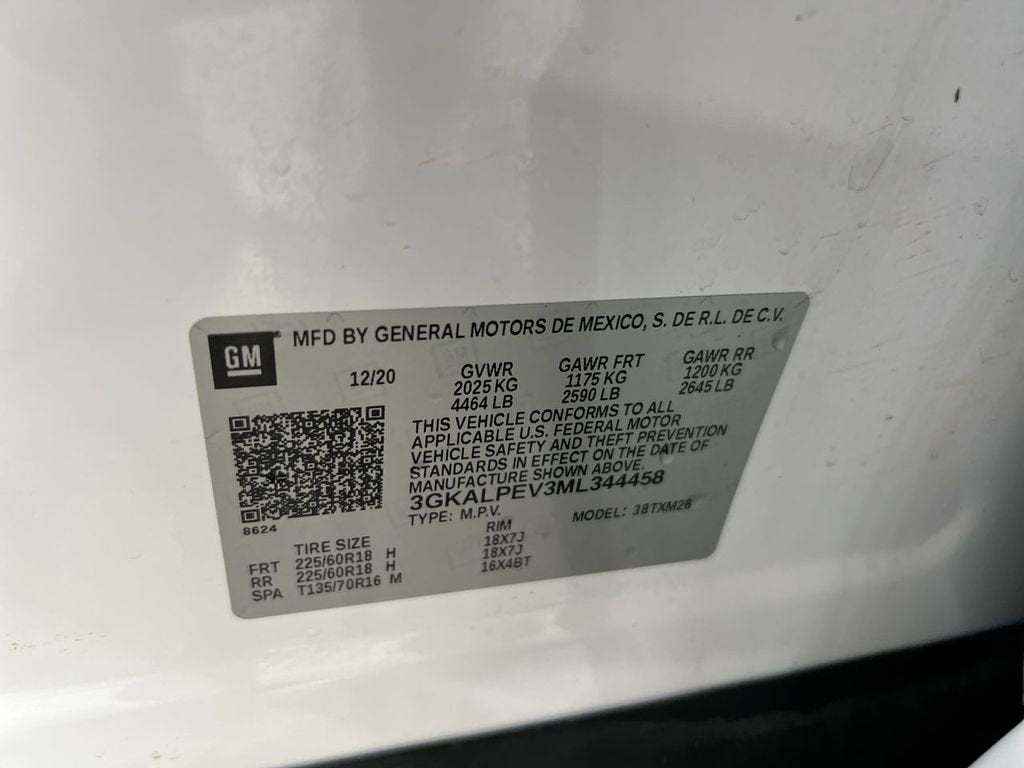 GM
MFD BY GENERAL MOTORS DE MEXICO, S. DE R.L. DE C.V.
12/20
GVWR GAWR FRT GAWR RR
2025 KG 1175 KG 1200 KG
4464 LB 2590 LB 2645 LB
THIS VEHICLE CONFORMS TO ALL
APPLICABLE U.S. FEDERAL MOTOR
VEHICLE SAFETY AND THEFT PREVENTION
STANDARDS IN EFFECT ON THE DATE OF
MANUFACTURE SHOWN ABOVE.
3GKALPEV3ML344458
TYPE: M.P.V. MODEL: 38TXM26
8624
TIRE SIZE RIM
FRT 225/60R18 H 18X7J
RR 225/60R18 H 18X7J
SPA T135/70R16 M 16X4BT